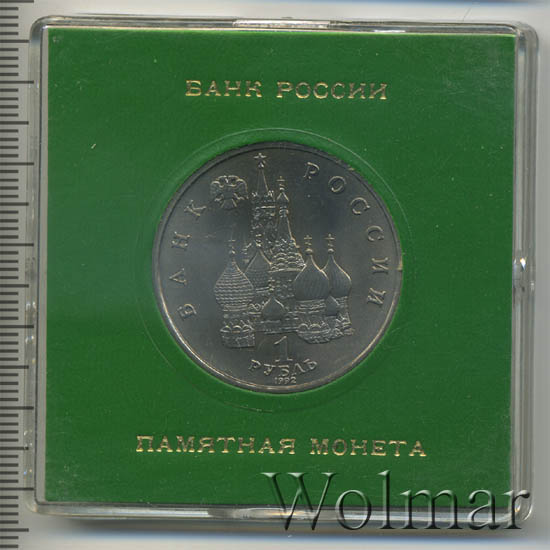 БАНК РОССИИ
БАНК РОССИИ
1
РУБЛЬ
1992
ПАМЯТНАЯ МОНЕТА
Wolmar